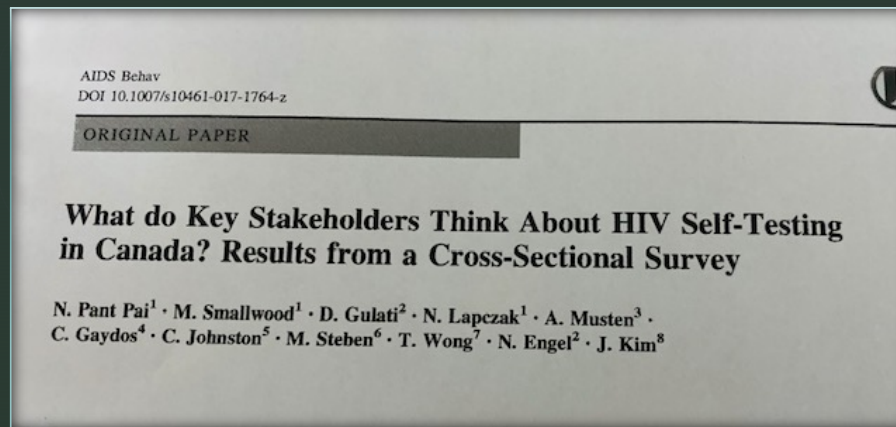 AIDS Behav
DOI 10.1007/s10461-017-1764-z
ORIGINAL PAPER
What do Key Stakeholders Think About HIV Self-Testing
in Canada? Results from a Cross-Sectional Survey
N. Pant Pai¹ · M. Smallwood¹ · D. Gulati² · N. Lapczak¹ · A. Musten³ ·
C. Gaydos⁴ · C. Johnston⁵ · M. Steben⁶ · T. Wong⁷ · N. Engel² · J. Kim⁸